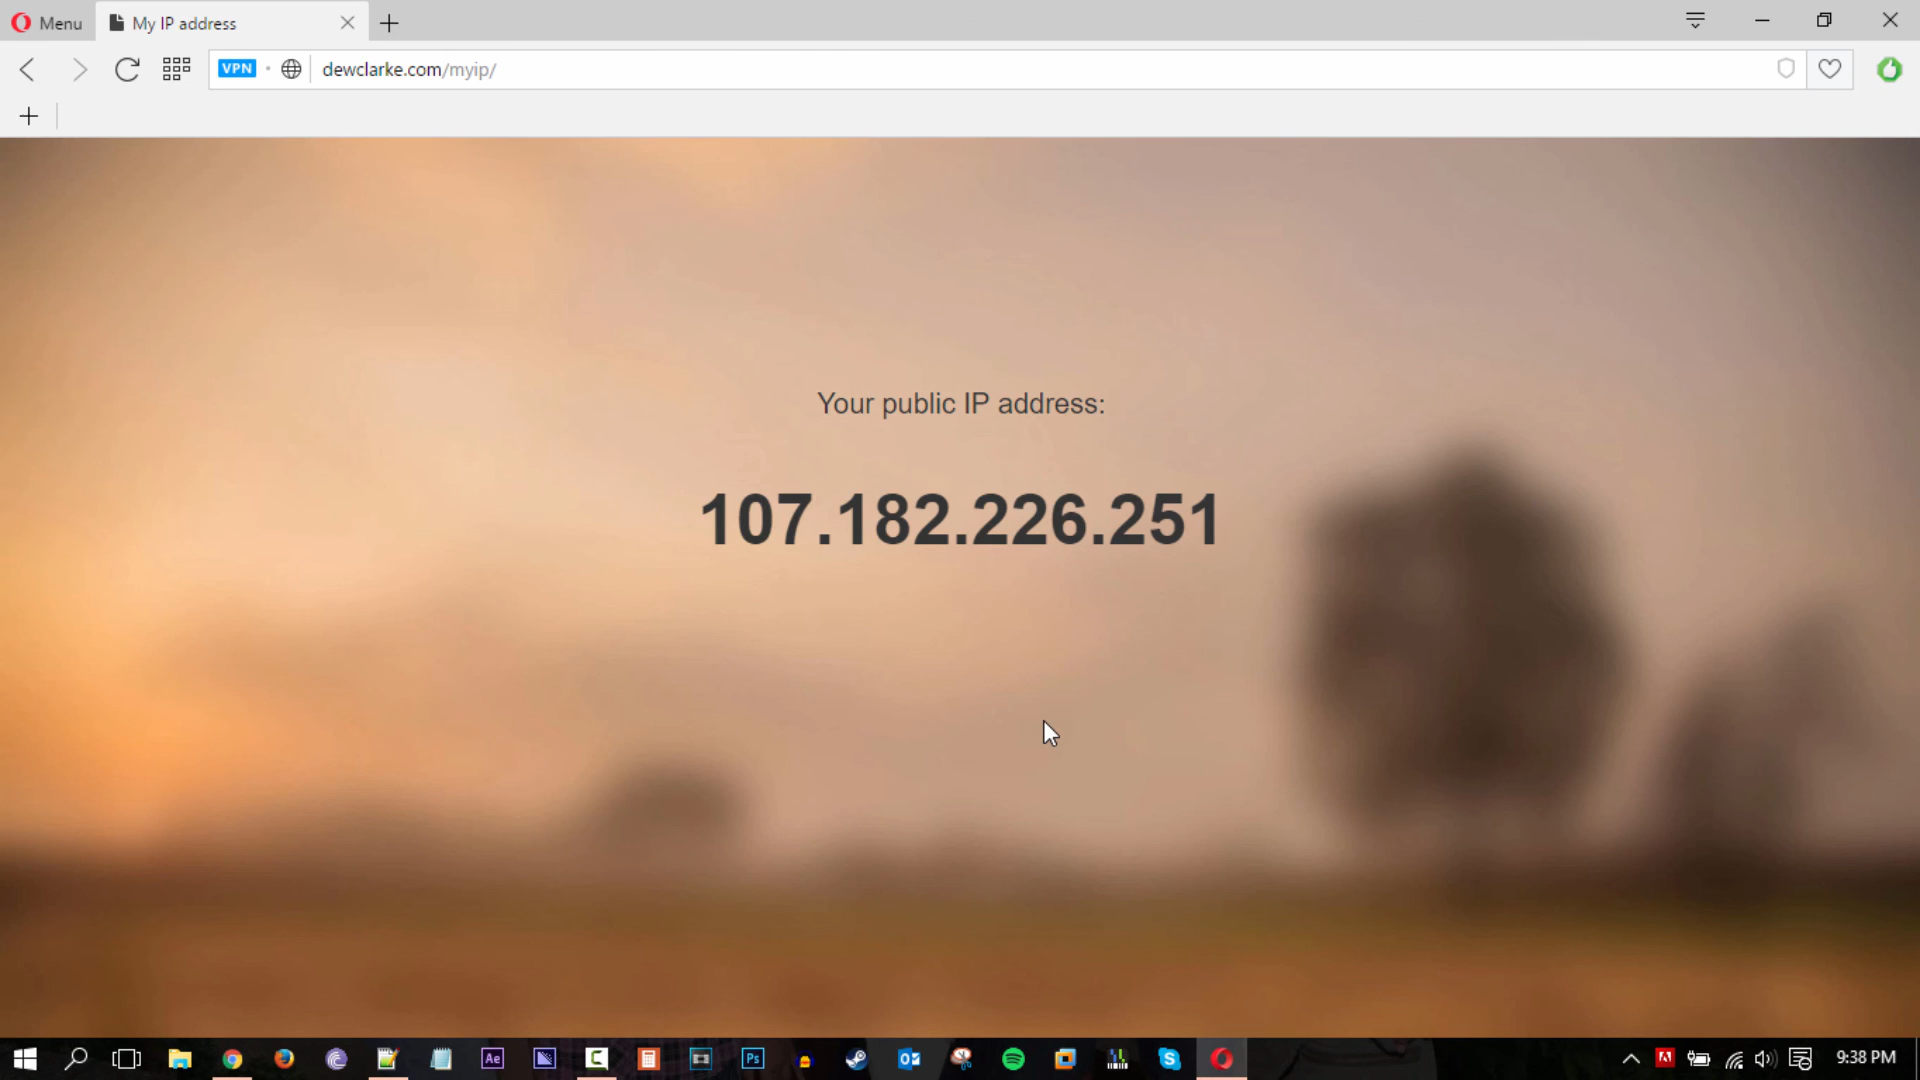 Menu
My IP address
VPN
dewclarke.com/myip/
Your public IP address:
107.182.226.251
Ae
Ps
9:38 PM